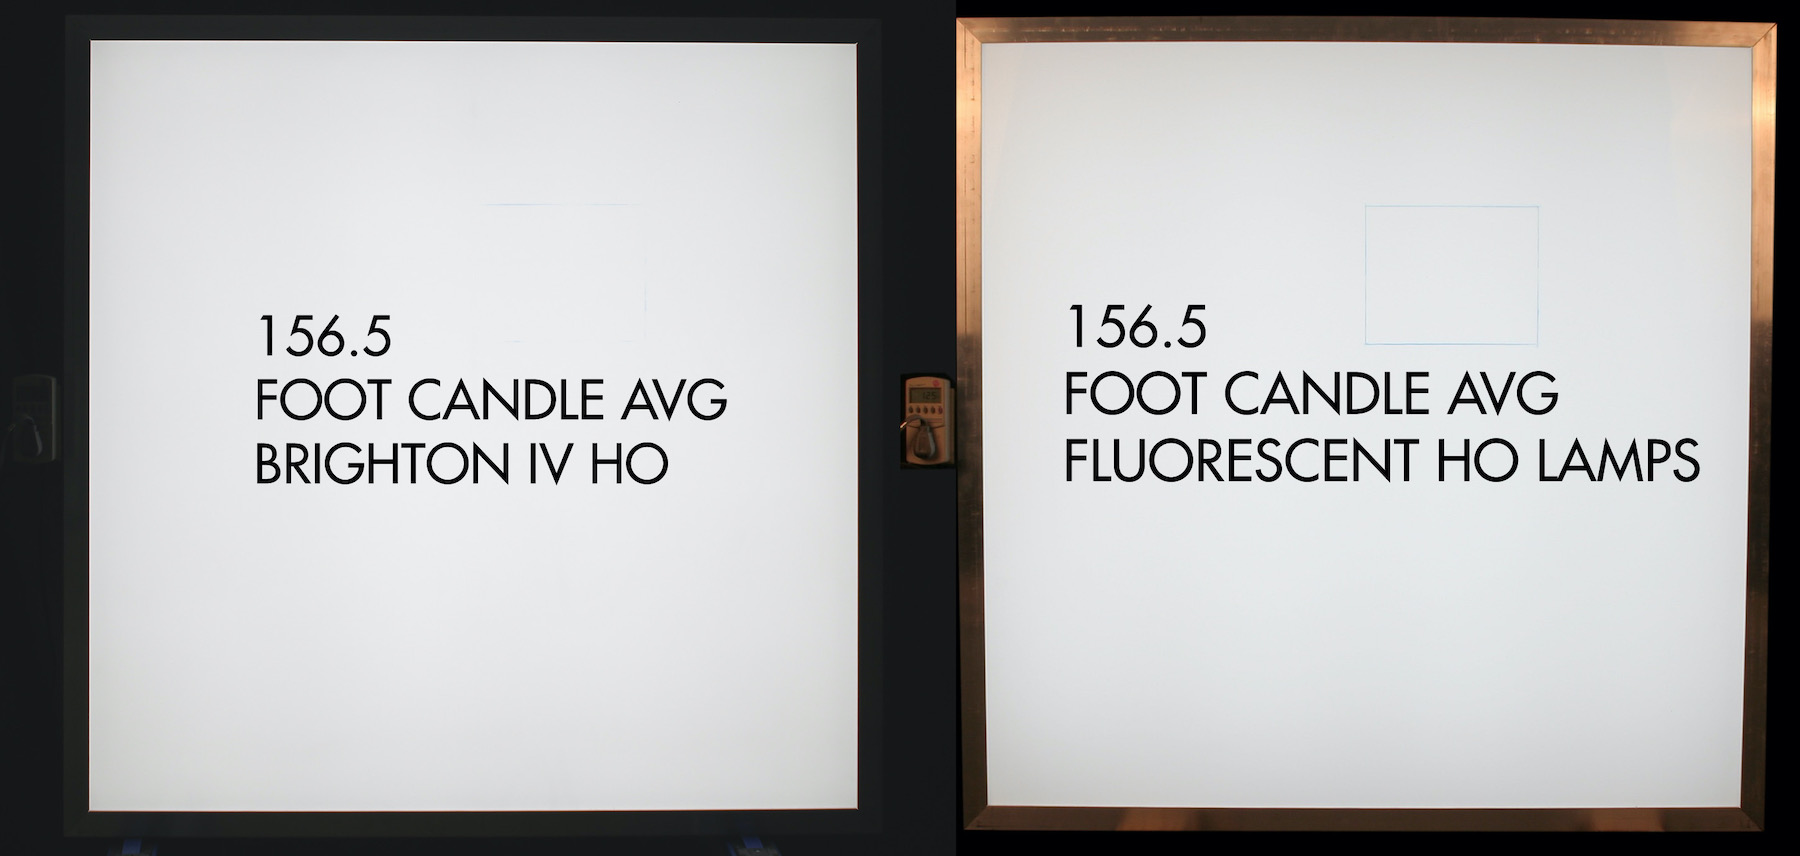 156.5
FOOT CANDLE AVG
BRIGHTON IV HO
156.5
FOOT CANDLE AVG
FLUORESCENT HO LAMPS